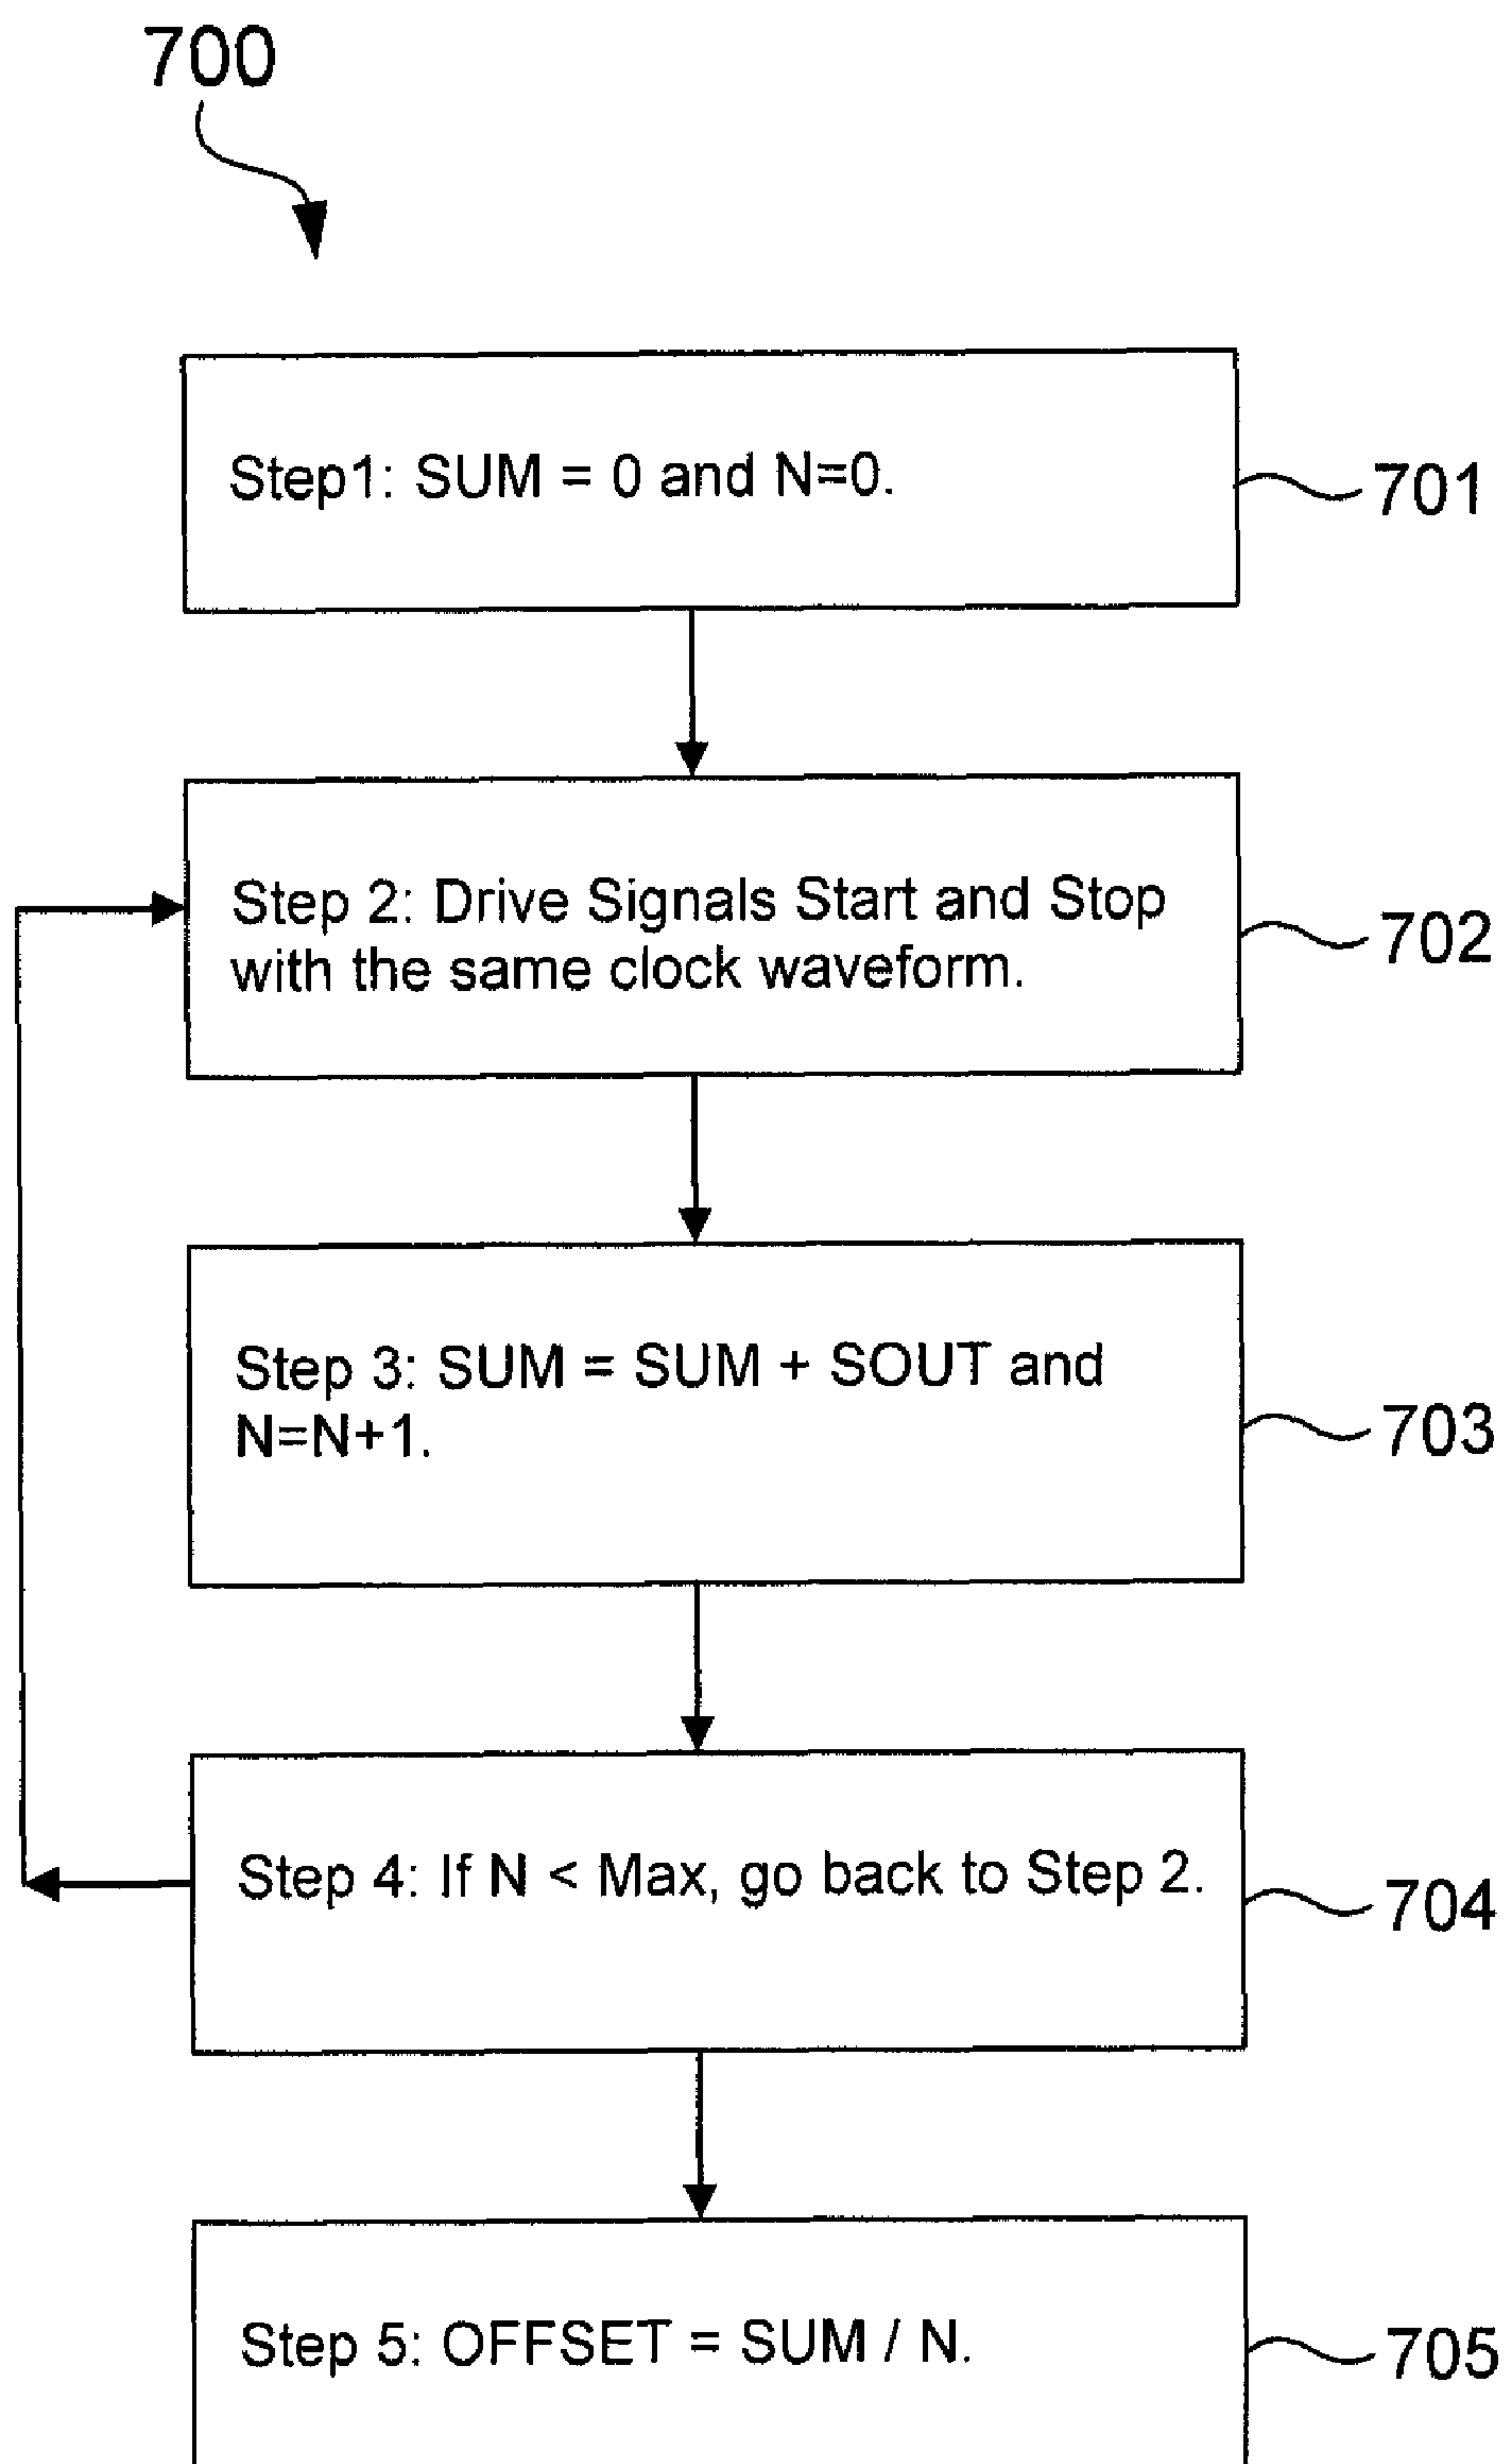 700
Step1: SUM = 0 and N=0.
701
Step 2: Drive Signals Start and Stop
with the same clock waveform.
702
Step 3: SUM = SUM + SOUT and
N=N+1.
703
Step 4: If N < Max, go back to Step 2.
704
Step 5: OFFSET = SUM / N.
705